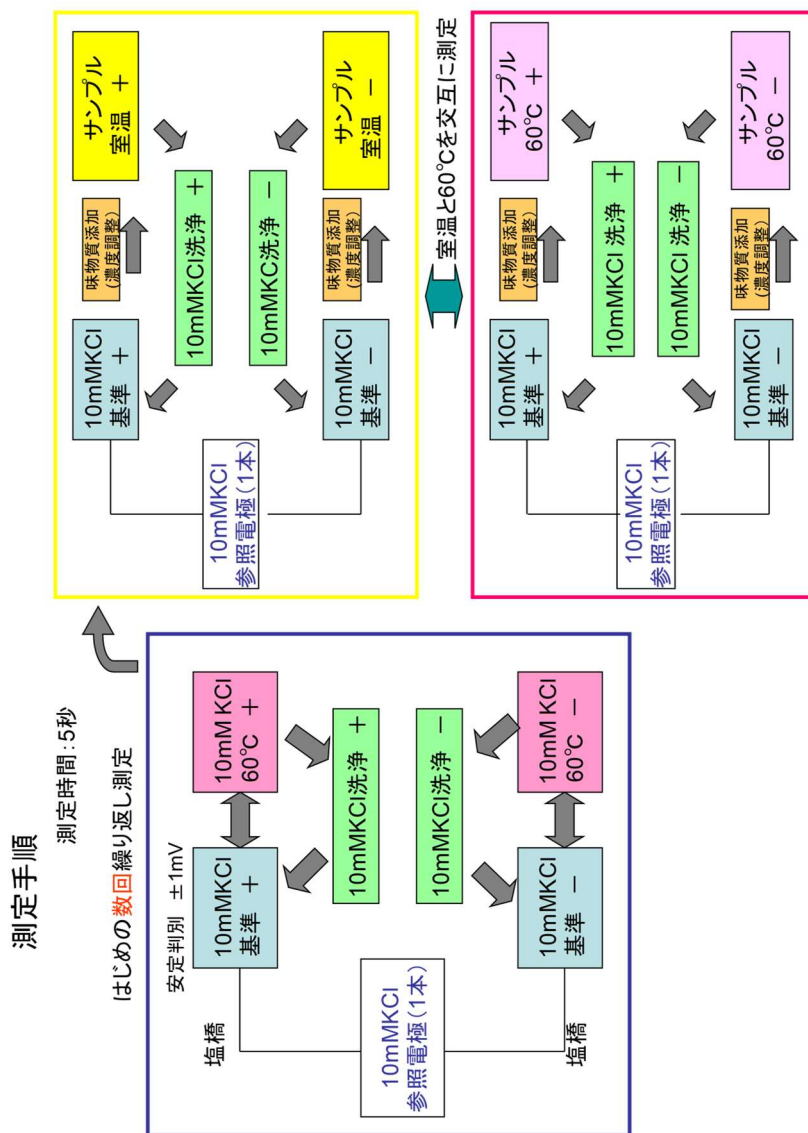 測定手順
測定時間:5秒
はじめの数回繰り返し測定
安定判別 ±1mV
塩橋
10mMKCl
基準 +
10mM KCl
60℃ +
10mMKCl洗浄 +
10mMKCl
参照電極(1本)
10mMKCl洗浄 -
塩橋
10mMKCl
基準 -
10mM KCl
60℃ -
10mMKCl
基準 +
味物質添加
(濃度調整)
サンプル
室温 +
10mMKCl洗浄 +
10mMKCl
参照電極(1本)
10mMKC洗浄 -
10mMKCl
基準 -
味物質添加
(濃度調整)
サンプル
室温 -
室温と60℃を交互に測定
10mMKCl
基準 +
味物質添加
(濃度調整)
サンプル
60℃ +
10mMKCl 洗浄 +
10mMKCl
参照電極(1本)
10mMKCl 洗浄 -
10mMKCl
基準 -
味物質添加
(濃度調整)
サンプル
60℃ -